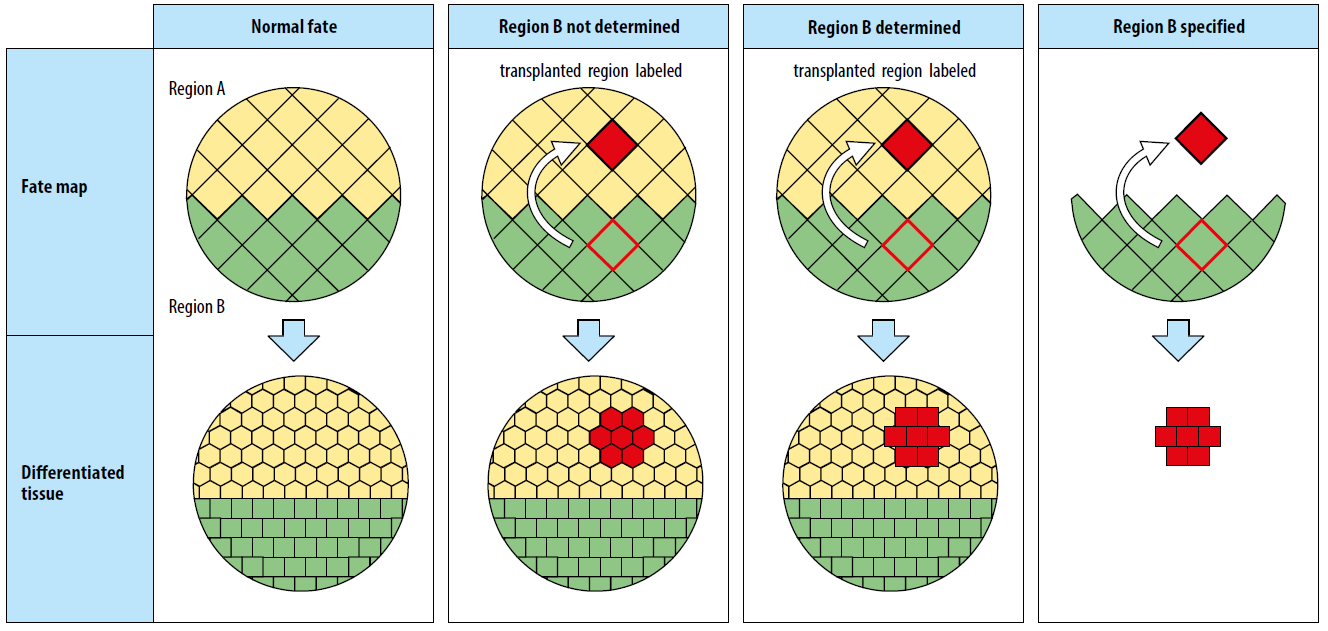 Normal fate
Region B not determined
Region B determined
Region B specified
Fate map
Region A
Region B
transplanted region labeled
transplanted region labeled
Differentiated
tissue